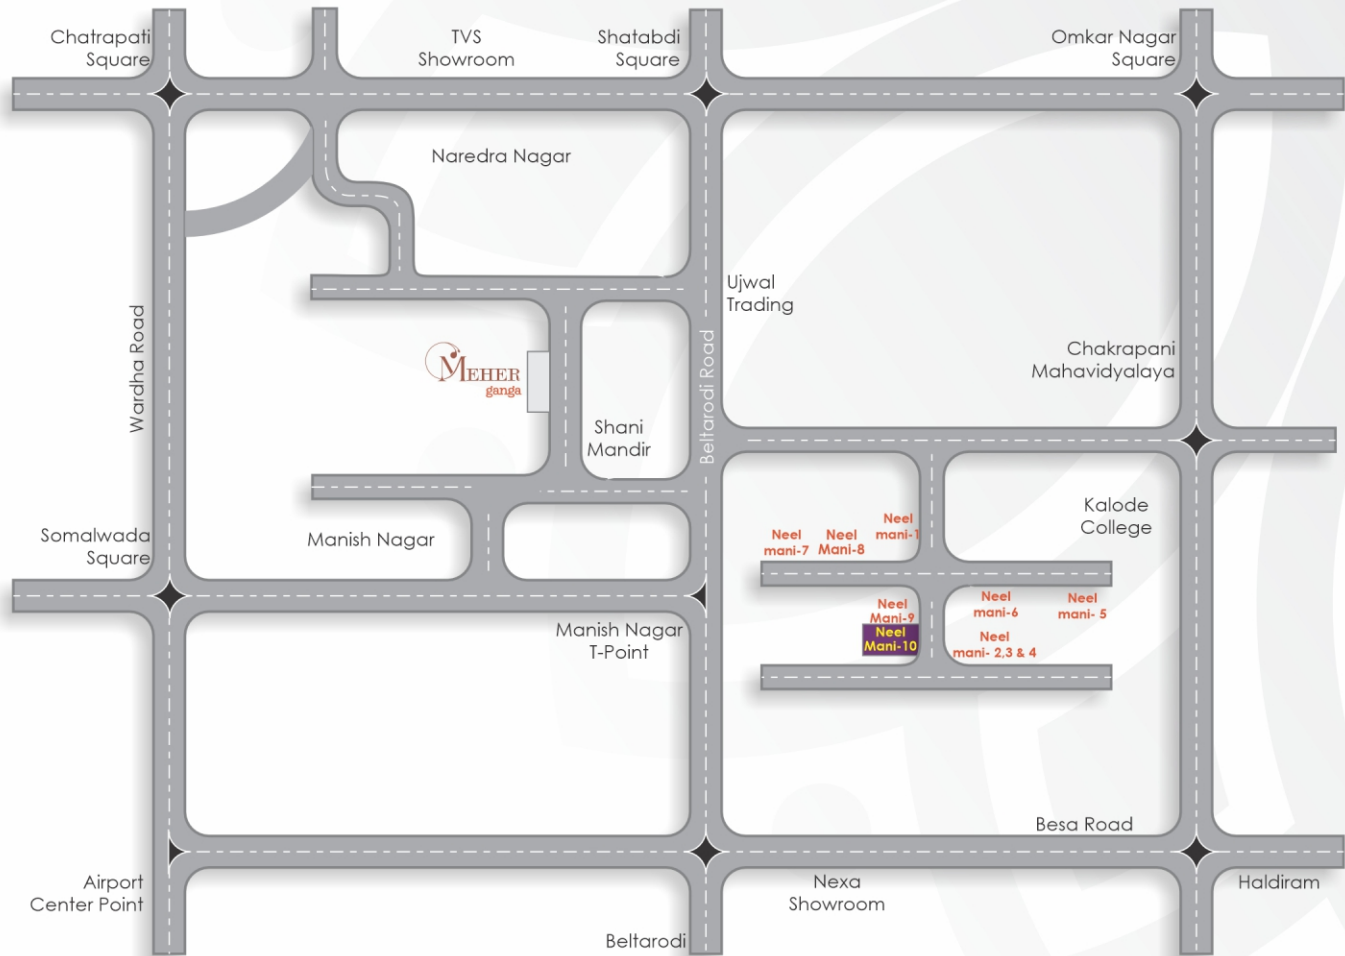 Chatrapati
Square
TVS
Showroom
Shatabdi
Square
Omkar Nagar
Square
Naredra Nagar
Ujwal
Trading
Wardha Road
Beltarodi Road
Chakrapani
Mahavidyalaya
MEHER
ganga
Shani
Mandir
Somalwada
Square
Manish Nagar
Kalode
College
Neel
mani-7
Neel
Mani-8
Neel
mani-1
Neel
Mani-9
Neel
Mani-10
Neel
mani-6
Neel
mani- 5
Neel
mani- 2,3 & 4
Manish Nagar
T-Point
Besa Road
Airport
Center Point
Nexa
Showroom
Haldiram
Beltarodi